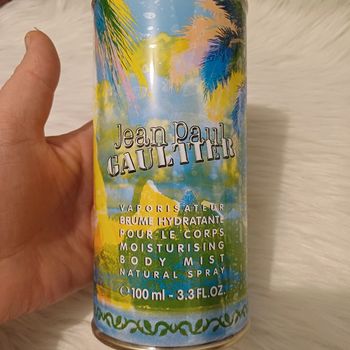 Jean Paul
GAULTIER
VAPORISATEUR
BRUME HYDRATANTE
POUR LE CORPS
MOISTURISING
BODY MIST
NATURAL SPRAY
℮100 ml - 3.3 FL.OZ.